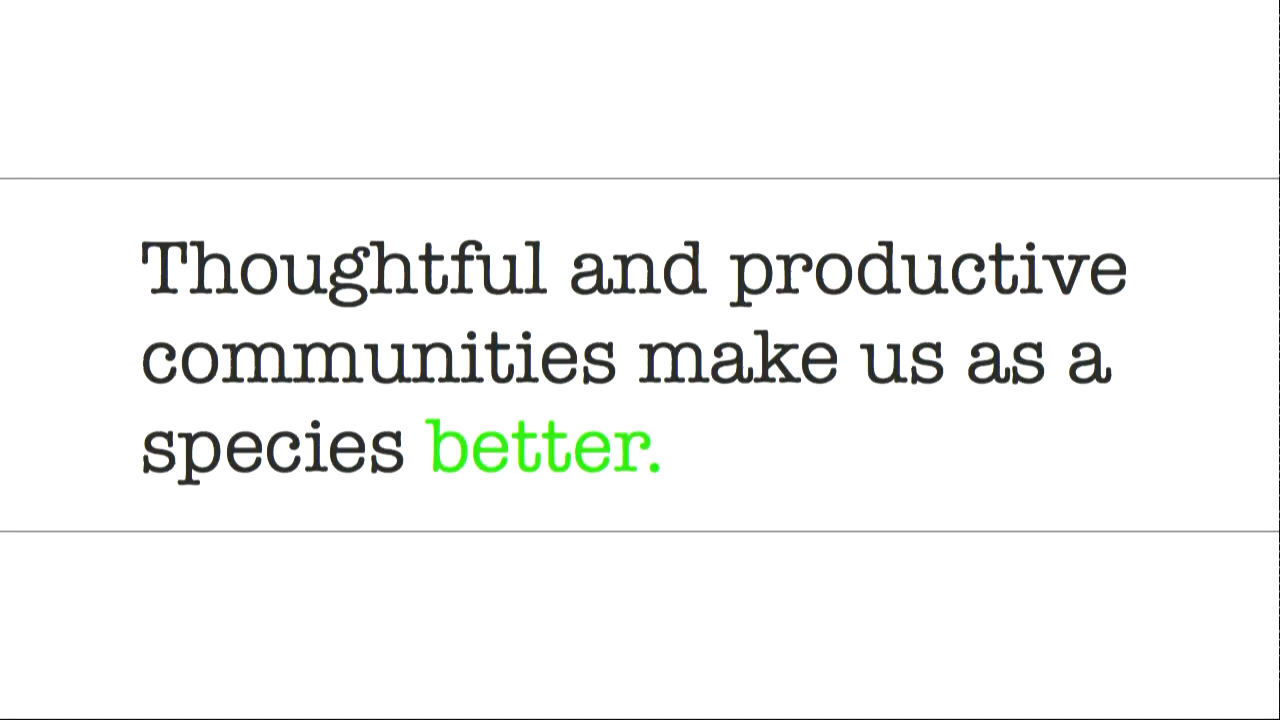 Thoughtful and productive
communities make us as a
species better.